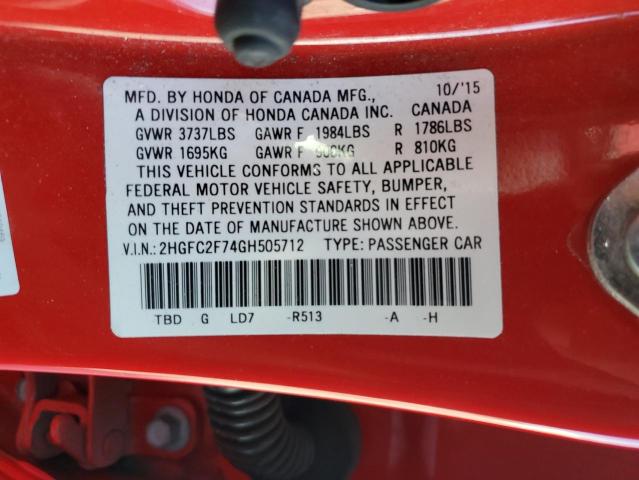 MFD. BY HONDA OF CANADA MFG., 10/'15
A DIVISION OF HONDA CANADA INC. CANADA
GVWR 3737LBS GAWR F 1984LBS R 1786LBS
GVWR 1695KG GAWR F 900KG R 810KG
THIS VEHICLE CONFORMS TO ALL APPLICABLE
FEDERAL MOTOR VEHICLE SAFETY, BUMPER,
AND THEFT PREVENTION STANDARDS IN EFFECT
ON THE DATE OF MANUFACTURE SHOWN ABOVE.
V.I.N.: 2HGFC2F74GH505712 TYPE: PASSENGER CAR
TBD G LD7 -R513 -A -H